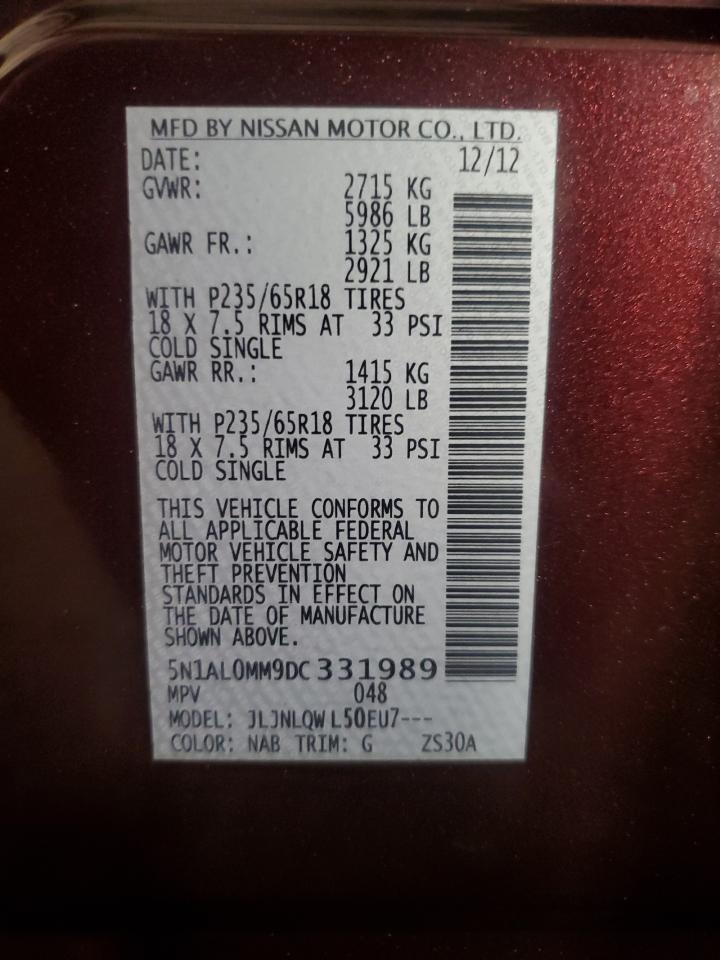 MFD BY NISSAN MOTOR CO., LTD.
DATE: 12/12
GVWR: 2715 KG
5986 LB
GAWR FR.: 1325 KG
2921 LB
WITH P235/65R18 TIRES
18 X 7.5 RIMS AT 33 PSI
COLD SINGLE
GAWR RR.: 1415 KG
3120 LB
WITH P235/65R18 TIRES
18 X 7.5 RIMS AT 33 PSI
COLD SINGLE
THIS VEHICLE CONFORMS TO
ALL APPLICABLE FEDERAL
MOTOR VEHICLE SAFETY AND
THEFT PREVENTION
STANDARDS IN EFFECT ON
THE DATE OF MANUFACTURE
SHOWN ABOVE.
5N1AL0MM9DC 331989
MPV 048
MODEL: JLJNLQW L50EU7---
COLOR: NAB TRIM: G ZS30A